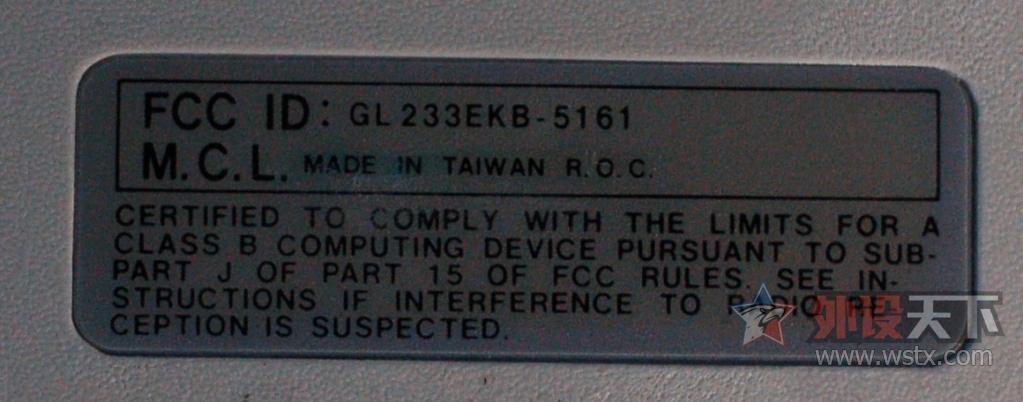 FCC ID: GL233EKB-5161
M.C.L. MADE IN TAIWAN R.O.C.
CERTIFIED TO COMPLY WITH THE LIMITS FOR A
CLASS B COMPUTING DEVICE PURSUANT TO SUB-
PART J OF PART 15 OF FCC RULES. SEE IN-
STRUCTIONS IF INTERFERENCE TO RADIO RE-
CEPTION IS SUSPECTED.
外设天下
www.wstx.com